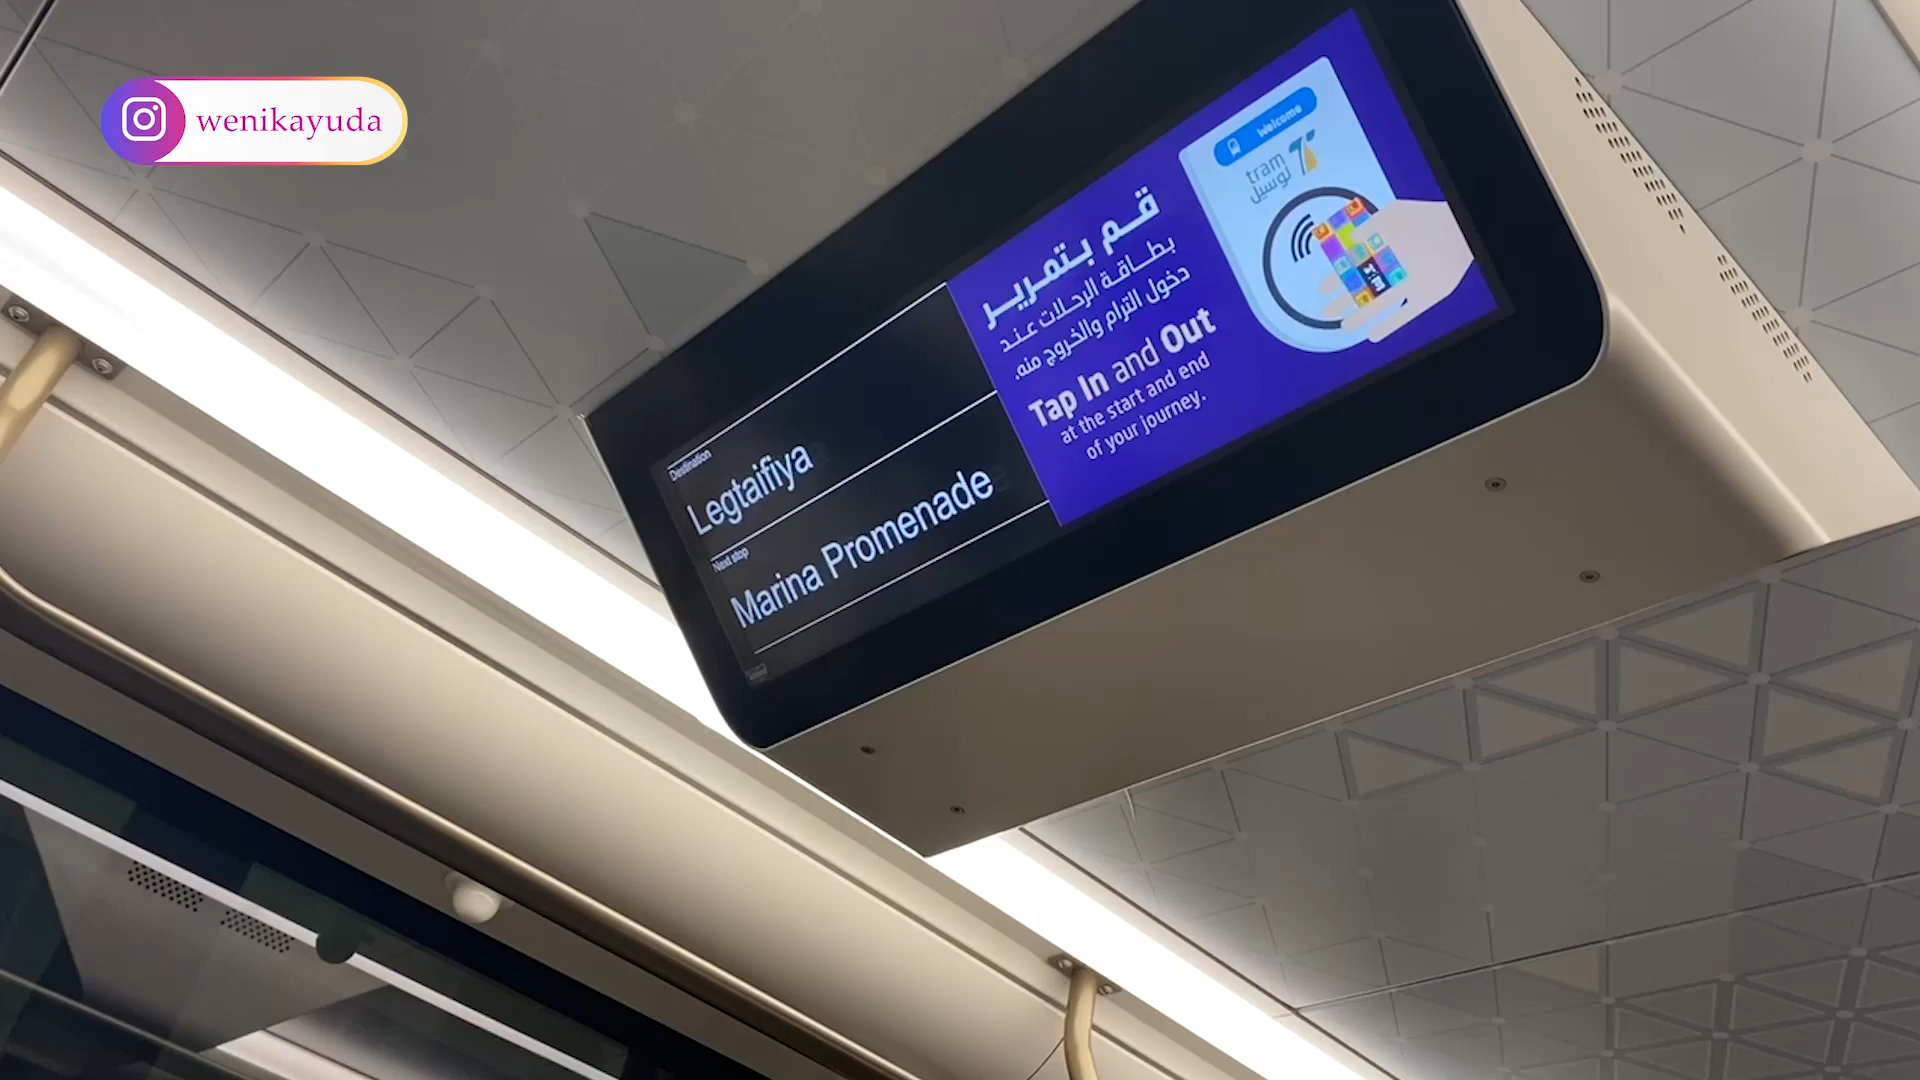 wenikayuda
Destination
Legtaifiya
Next stop
Marina Promenade
قم بتمرير
بطاقة الرحلات عند
دخول الترام والخروج منه.
Tap In and Out
at the start and end
of your journey.
Welcome
tram
توصيل